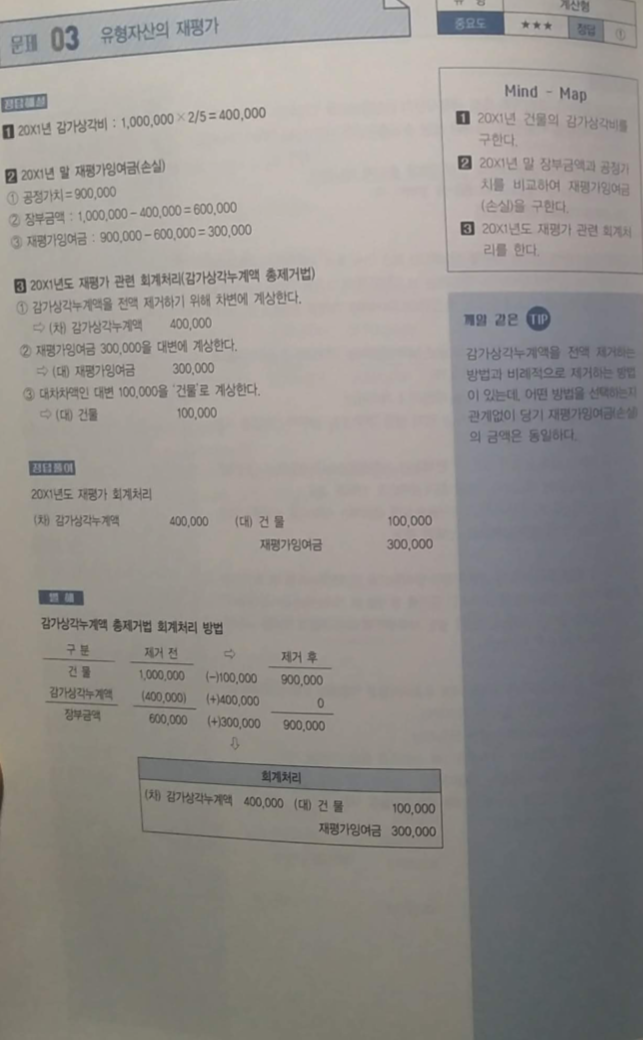 문제 03 유형자산의 재평가
유 형 계산형
중요도 ★★★ 정답 ①
정답해설
1 20X1년 감가상각비 : 1,000,000×2/5=400,000
2 20X1년 말 재평가잉여금(손실)
① 공정가치=900,000
② 장부금액 : 1,000,000-400,000=600,000
③ 재평가잉여금 : 900,000-600,000=300,000
3 20X1년도 재평가 관련 회계처리(감가상각누계액 총제거법)
① 감가상각누계액을 전액 제거하기 위해 차변에 계상한다.
⇨ (차) 감가상각누계액 400,000
② 재평가잉여금 300,000을 대변에 계상한다.
⇨ (대) 재평가잉여금 300,000
③ 대차차액인 대변 100,000을 '건물'로 계상한다.
⇨ (대) 건물 100,000
정답풀이
20X1년도 재평가 회계처리
(차) 감가상각누계액 400,000 (대) 건 물 100,000
재평가잉여금 300,000
별 해
감가상각누계액 총제거법 회계처리 방법
구 분 제거 전 ⇨ 제거 후
건 물 1,000,000 (-)100,000 900,000
감가상각누계액 (400,000) (+)400,000 0
장부금액 600,000 (+)300,000 900,000
⇩
회계처리
(차) 감가상각누계액 400,000 (대) 건 물 100,000
재평가잉여금 300,000
Mind - Map
1 20X1년 건물의 감가상각비를
구한다.
2 20X1년 말 장부금액과 공정가
치를 비교하여 재평가잉여금
(손실)을 구한다.
3 20X1년도 재평가 관련 회계처
리를 한다.
깨알 같은 TIP
감가상각누계액을 전액 제거하는
방법과 비례적으로 제거하는 방법
이 있는데, 어떤 방법을 선택하는지
관계없이 당기 재평가잉여금(손실)
의 금액은 동일하다.